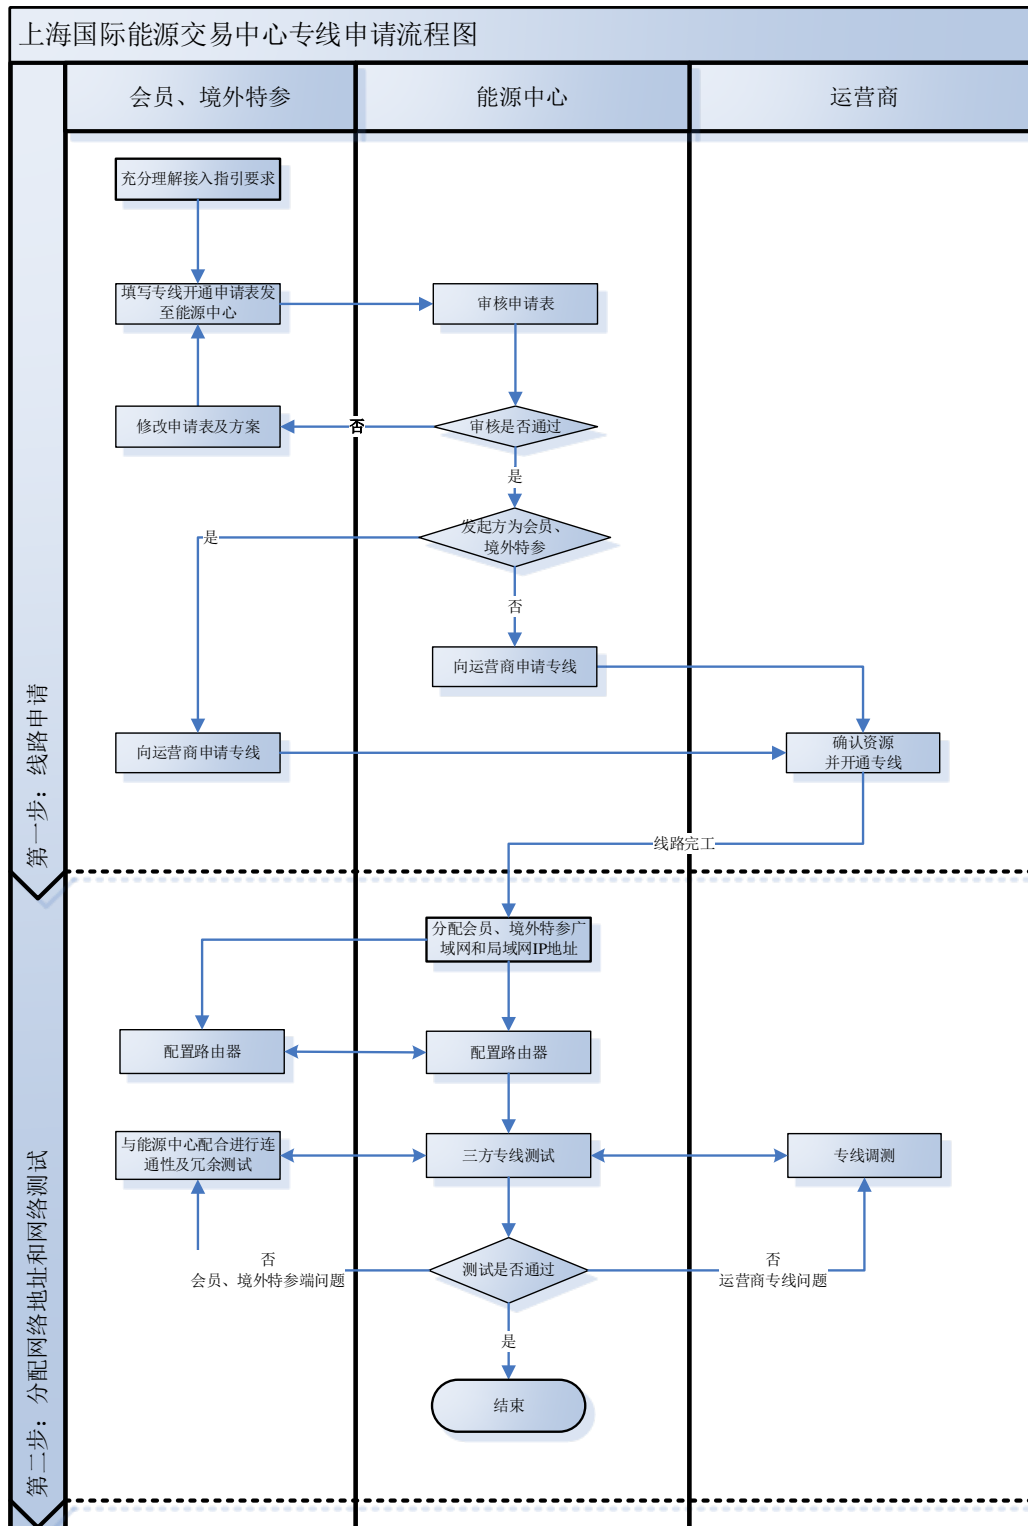 上海国际能源交易中心专线申请流程图
会员、境外特参
能源中心
运营商
充分理解接入指引要求
填写专线开通申请表发
至能源中心
审核申请表
修改申请表及方案
否
审核是否通过
是
发起方为会员、
境外特参
是
否
向运营商申请专线
向运营商申请专线
确认资源
并开通专线
线路完工
第一步：线路申请
分配会员、境外特参广
域网和局域网IP地址
配置路由器
配置路由器
与能源中心配合进行连
通性及冗余测试
三方专线测试
专线调测
否
会员、境外特参端问题
测试是否通过
否
运营商专线问题
是
结束
第二步：分配网络地址和网络测试